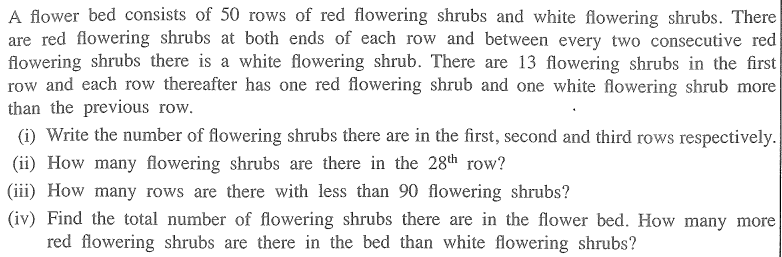 A flower bed consists of 50 rows of red flowering shrubs and white flowering shrubs. There
are red flowering shrubs at both ends of each row and between every two consecutive red
flowering shrubs there is a white flowering shrub. There are 13 flowering shrubs in the first
row and each row thereafter has one red flowering shrub and one white flowering shrub more
than the previous row.
(i) Write the number of flowering shrubs there are in the first, second and third rows respectively.
(ii) How many flowering shrubs are there in the 28th row?
(iii) How many rows are there with less than 90 flowering shrubs?
(iv) Find the total number of flowering shrubs there are in the flower bed. How many more
red flowering shrubs are there in the bed than white flowering shrubs?